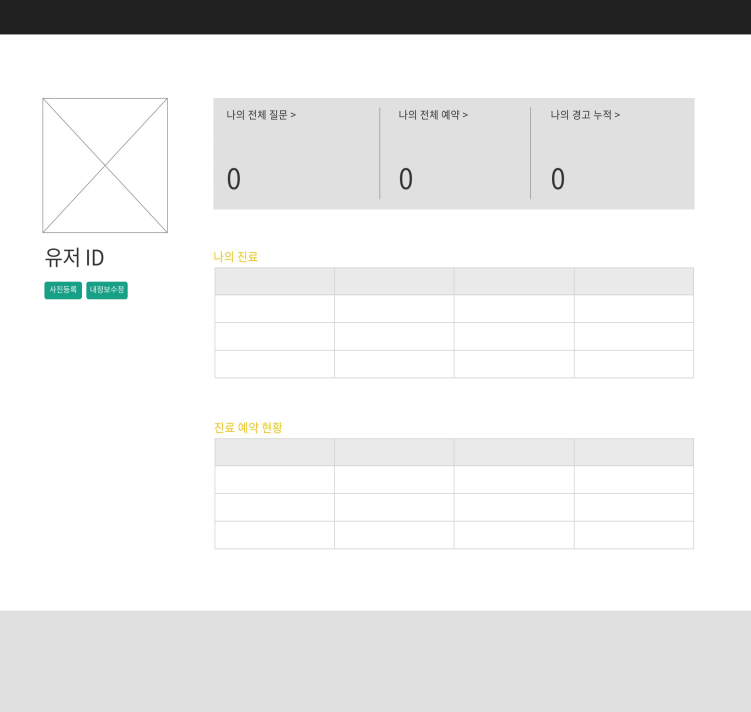 나의 전체 질문 >
나의 전체 예약 >
나의 경고 누적 >
0
0
0
유저 ID
사진등록
내정보수정
나의 진료
진료 예약 현황